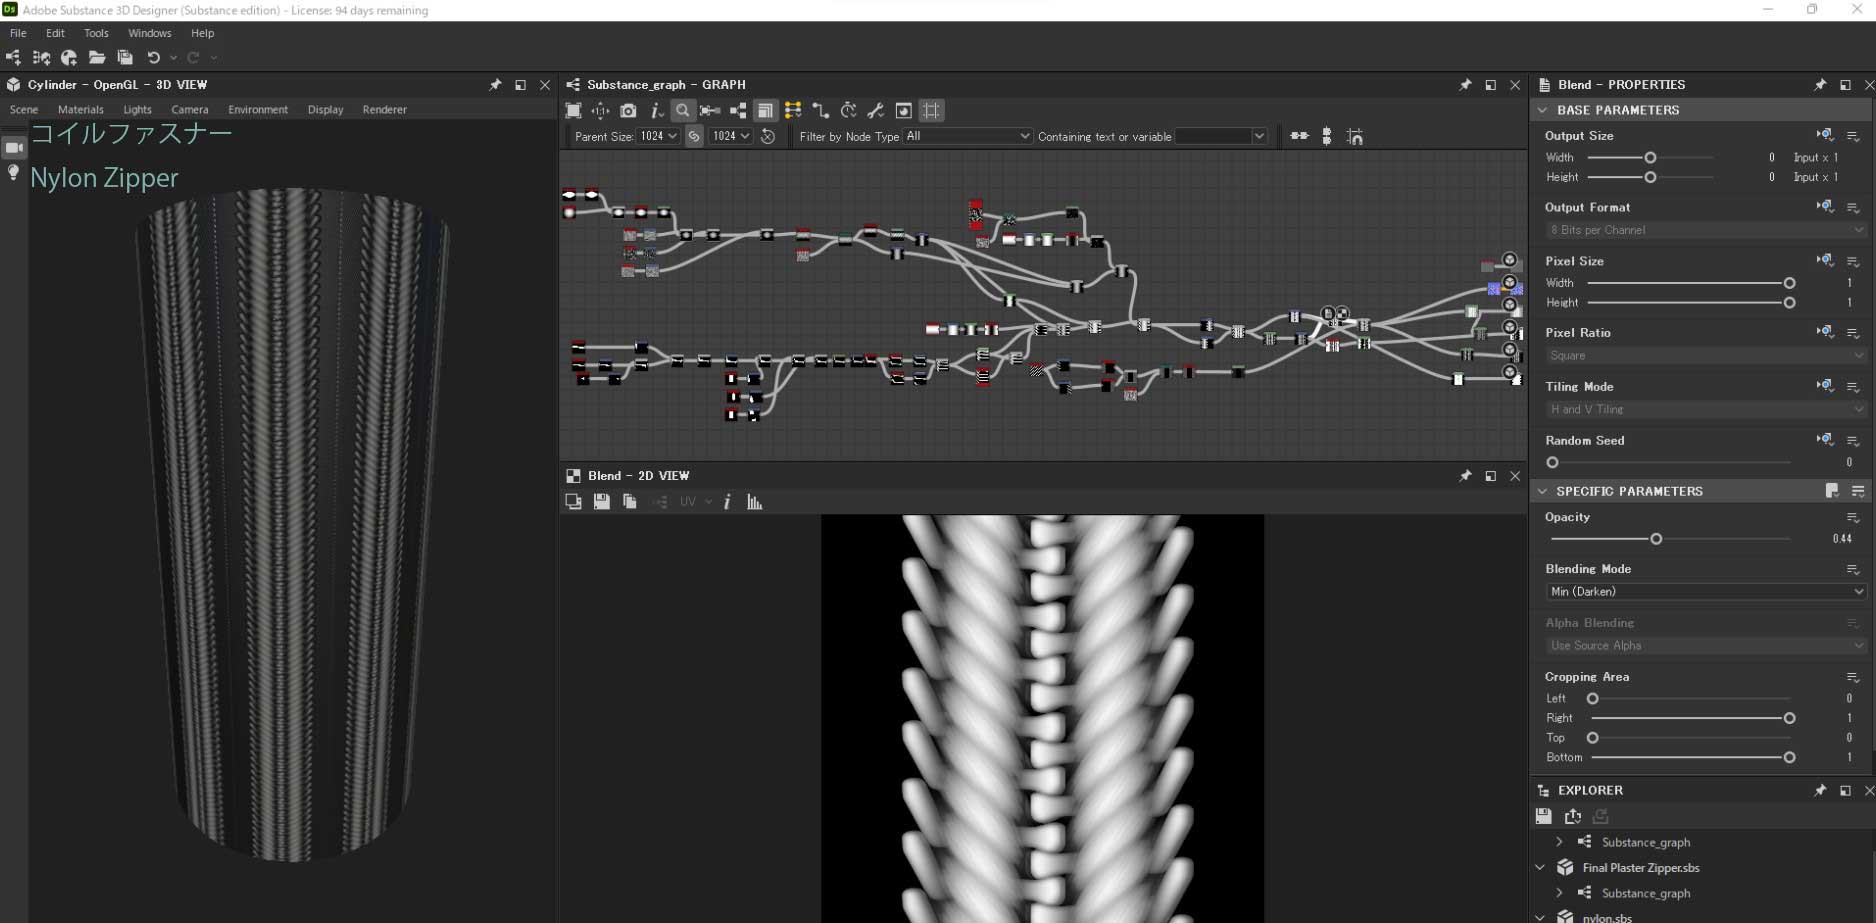 Adobe Substance 3D Designer (Substance edition) - License: 94 days remaining
File Edit Tools Windows Help
Cylinder - OpenGL - 3D VIEW
Scene Materials Lights Camera Environment Display Renderer
コイルファスナー
Nylon Zipper
Substance_graph - GRAPH
Parent Size: 1024 1024 Filter by Node Type All Containing text or variable
Blend - 2D VIEW
UV
Blend - PROPERTIES
BASE PARAMETERS
Output Size
Width 0 Input x 1
Height 0 Input x 1
Output Format
8 Bits per Channel
Pixel Size
Width 1
Height 1
Pixel Ratio
Square
Tiling Mode
H and V Tiling
Random Seed
0
SPECIFIC PARAMETERS
Opacity
0.44
Blending Mode
Min (Darken)
Alpha Blending
Use Source Alpha
Cropping Area
Left 0
Right 1
Top 0
Bottom 1
EXPLORER
Substance_graph
Final Plaster Zipper.sbs
Substance_graph
nylon.sbs